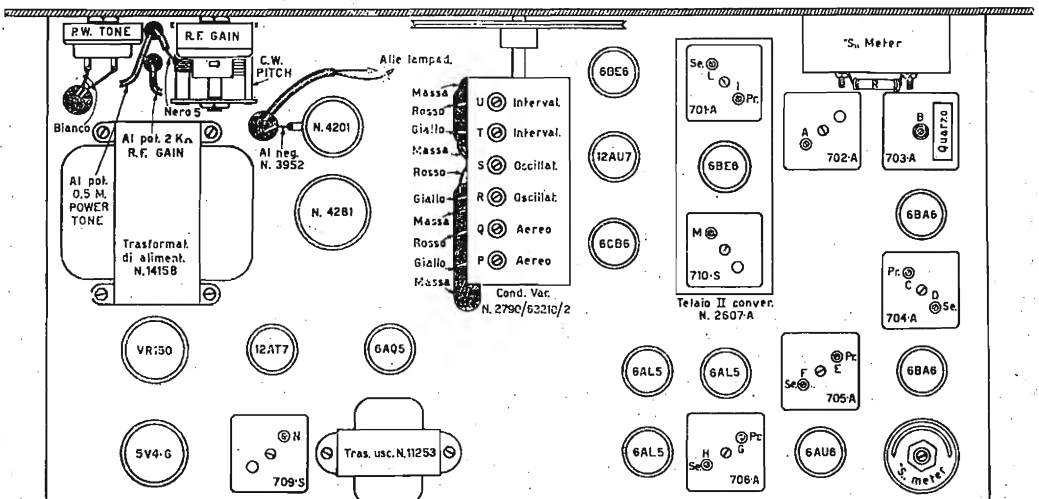 P.W. TONE
R.F. GAIN
C.W.
PITCH
Nero 5
Bianco
Al pot. 2 KΩ
R.F. GAIN
Al pot.
0,5 M.
POWER
TONE
Trasformat.
di aliment.
N.14158
Alle lampad.
N. 4201
Al neg.
N. 3952
N. 4281
Massa
Rosso
Giallo
Massa
Rosso
Giallo
Massa
Rosso
Giallo
Massa
U Interval.
T Interval.
S Oscillat.
R Oscillat.
Q Aereo
P Aereo
Cond. Var.
N. 2790/63210/2
6BE6
12AU7
6CB6
Se.
L
I
Pr.
701-A
6BE6
M
710-S
Telaio II conver.
N. 2607-A
"S„ Meter
R
A
702-A
B
Quarzo
703-A
6BA6
Pr.
C
D
Se.
704-A
VR150
12AT7
6AQ5
6AL5
6AL5
F
E
Pr.
Se.
705-A
6BA6
5V4-G
N
709-S
Tras. usc. N.11253
6AL5
H
G
Pr.
Se.
706-A
6AU6
"S„ meter